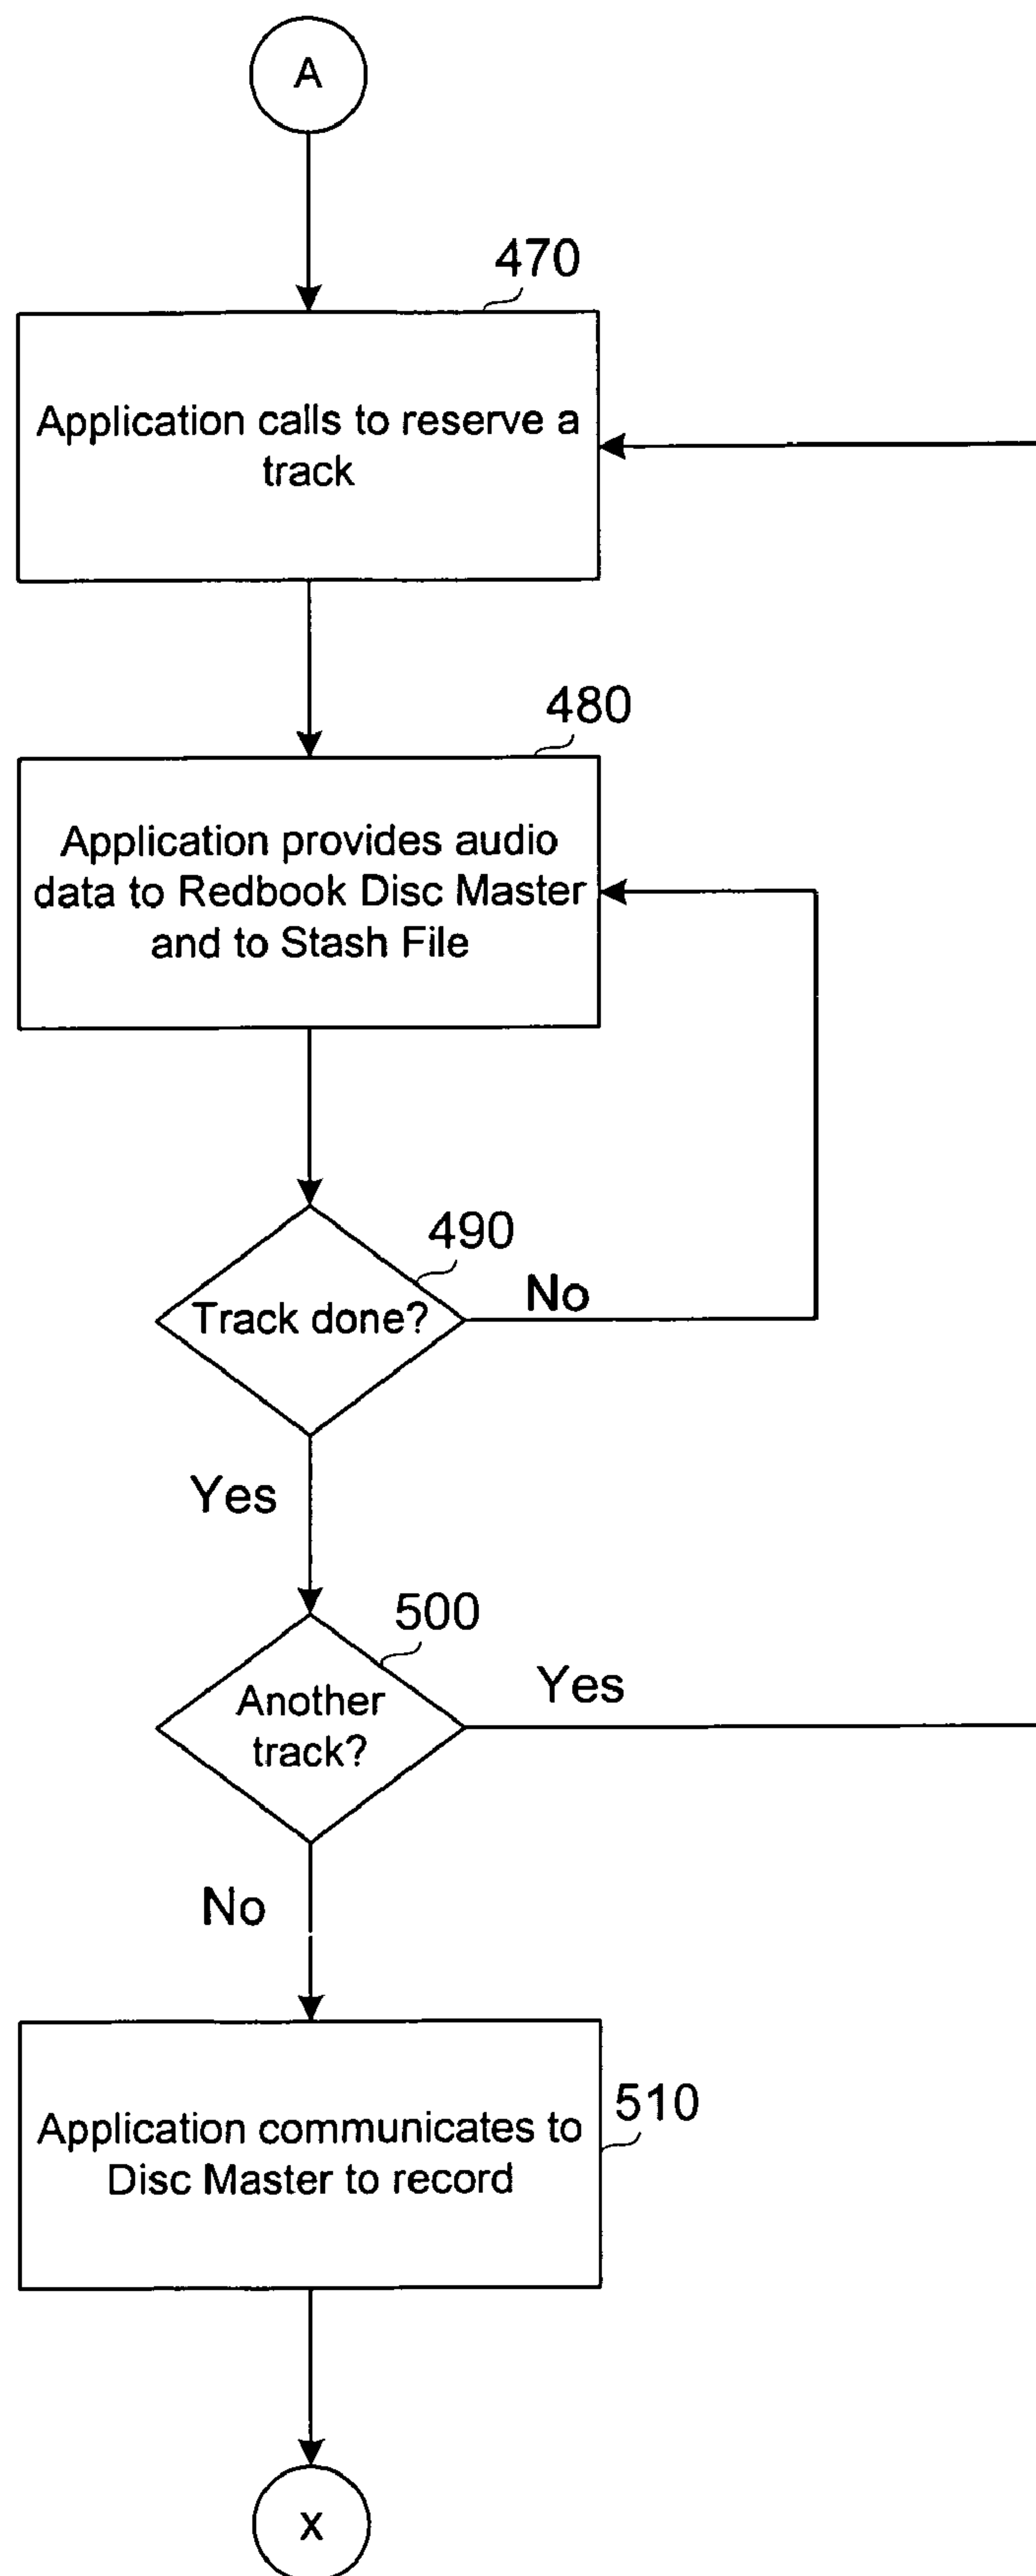 A
470
Application calls to reserve a
track
480
Application provides audio
data to Redbook Disc Master
and to Stash File
490
Track done?
No
Yes
500
Another
track?
Yes
No
510
Application communicates to
Disc Master to record
x